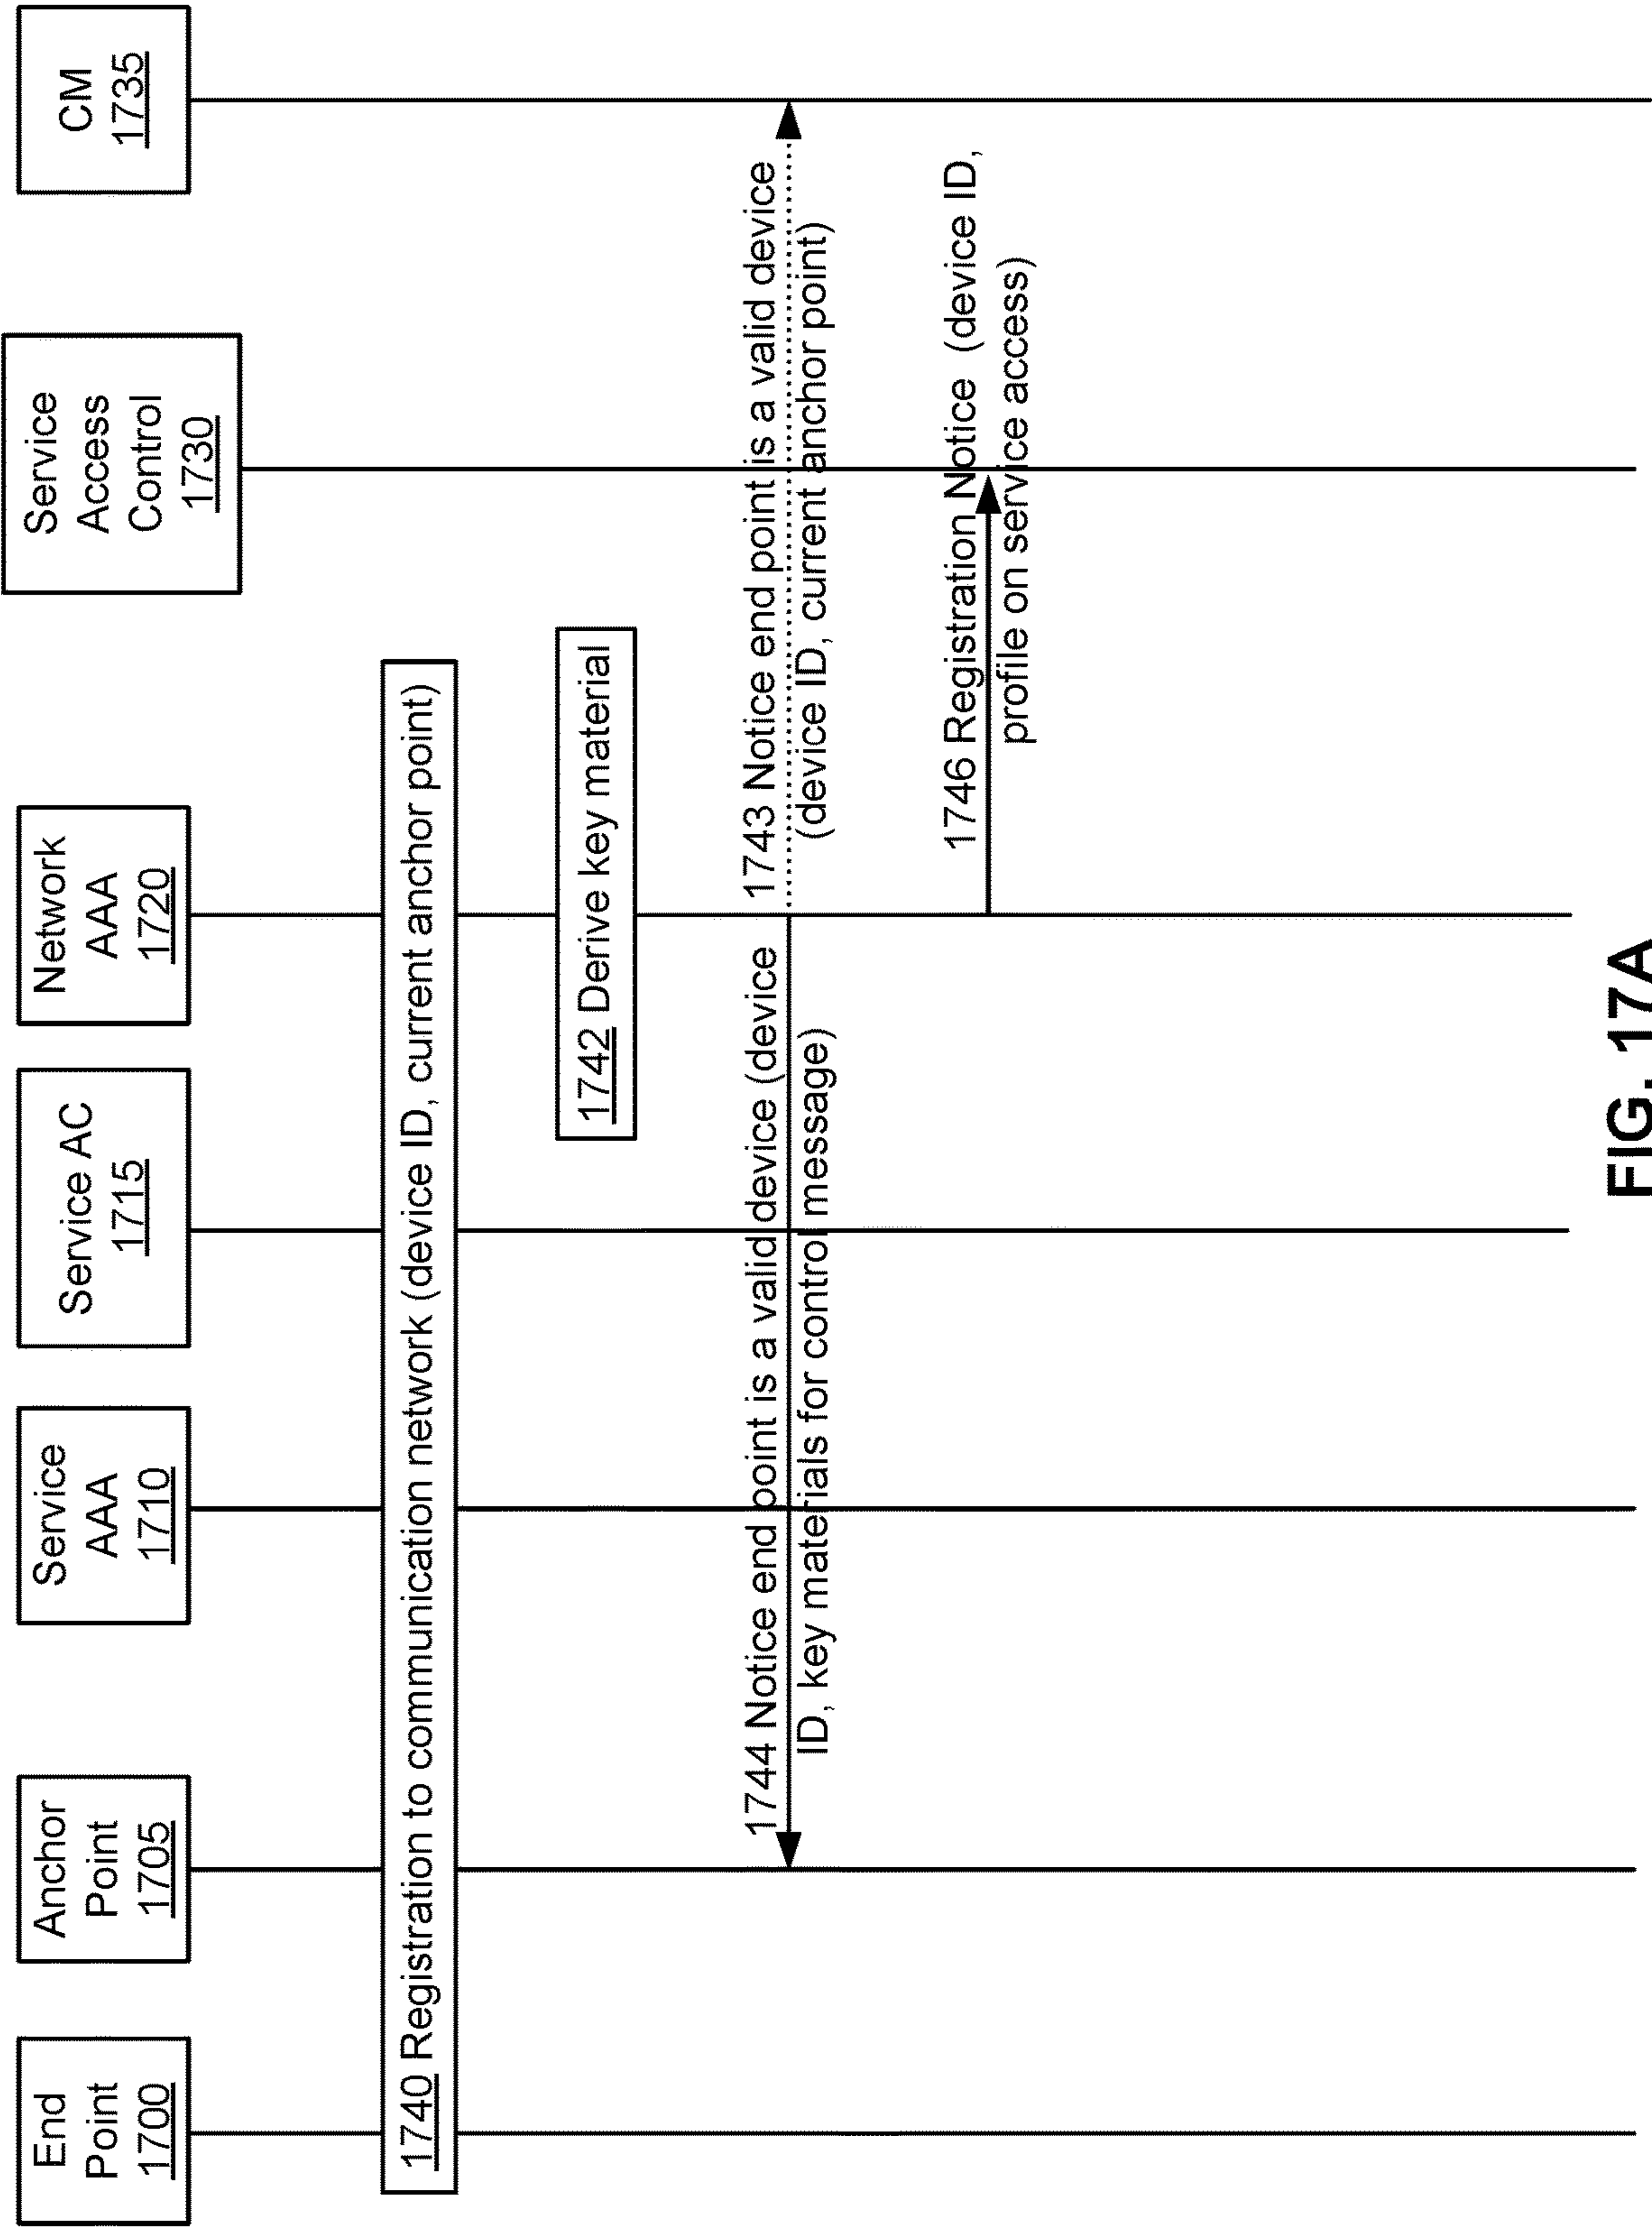 End
Point
1700
Anchor
Point
1705
Service
AAA
1710
Service AC
1715
Network
AAA
1720
Service
Access
Control
1730
CM
1735
1740 Registration to communication network (device ID, current anchor point)
1742 Derive key material
1744 Notice end point is a valid device (device
ID, key materials for control message)
1743 Notice end point is a valid device
(device ID, current anchor point)
1746 Registration Notice (device ID,
profile on service access)
FIG. 17A